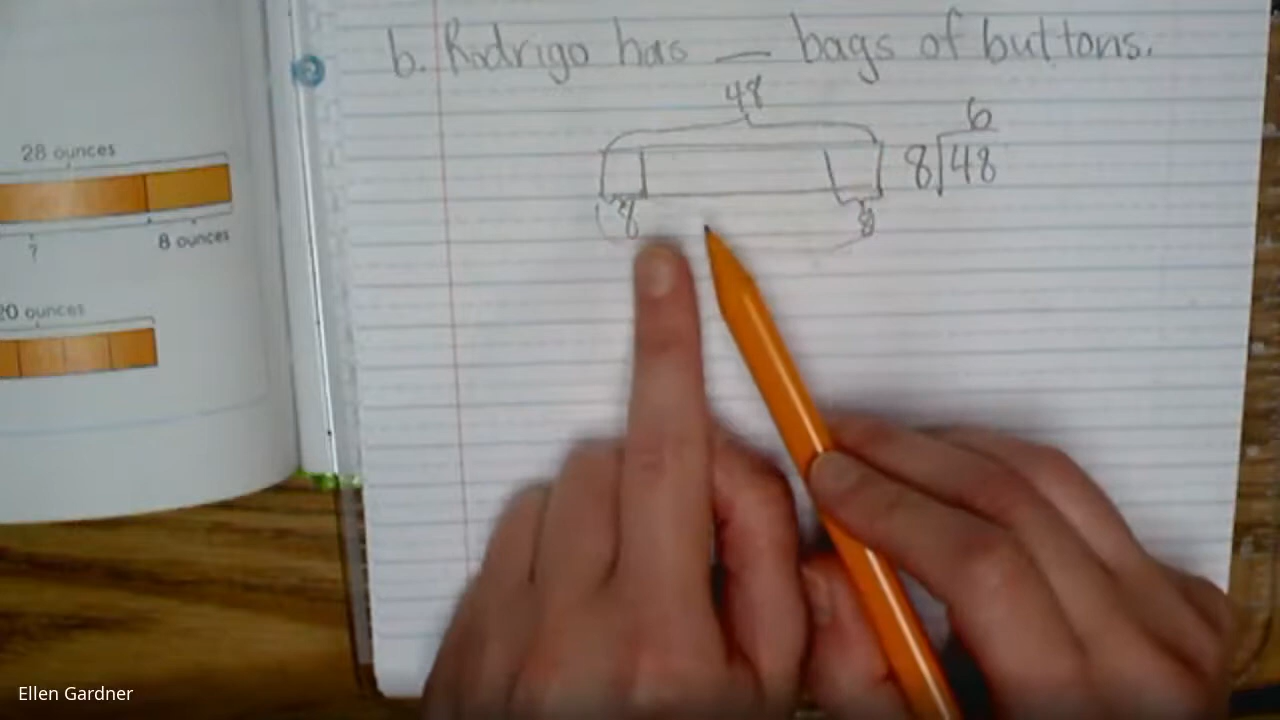 b. Rodrigo has __ bags of buttons.
48
6
8)48
8
8
28 ounces
?
8 ounces
20 ounces
Ellen Gardner